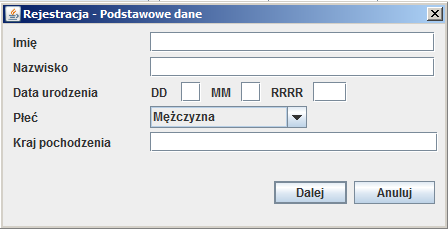 Rejestracja - Podstawowe dane
Imię
Nazwisko
Data urodzenia DD MM RRRR
Płeć Mężczyzna
Kraj pochodzenia
Dalej Anuluj